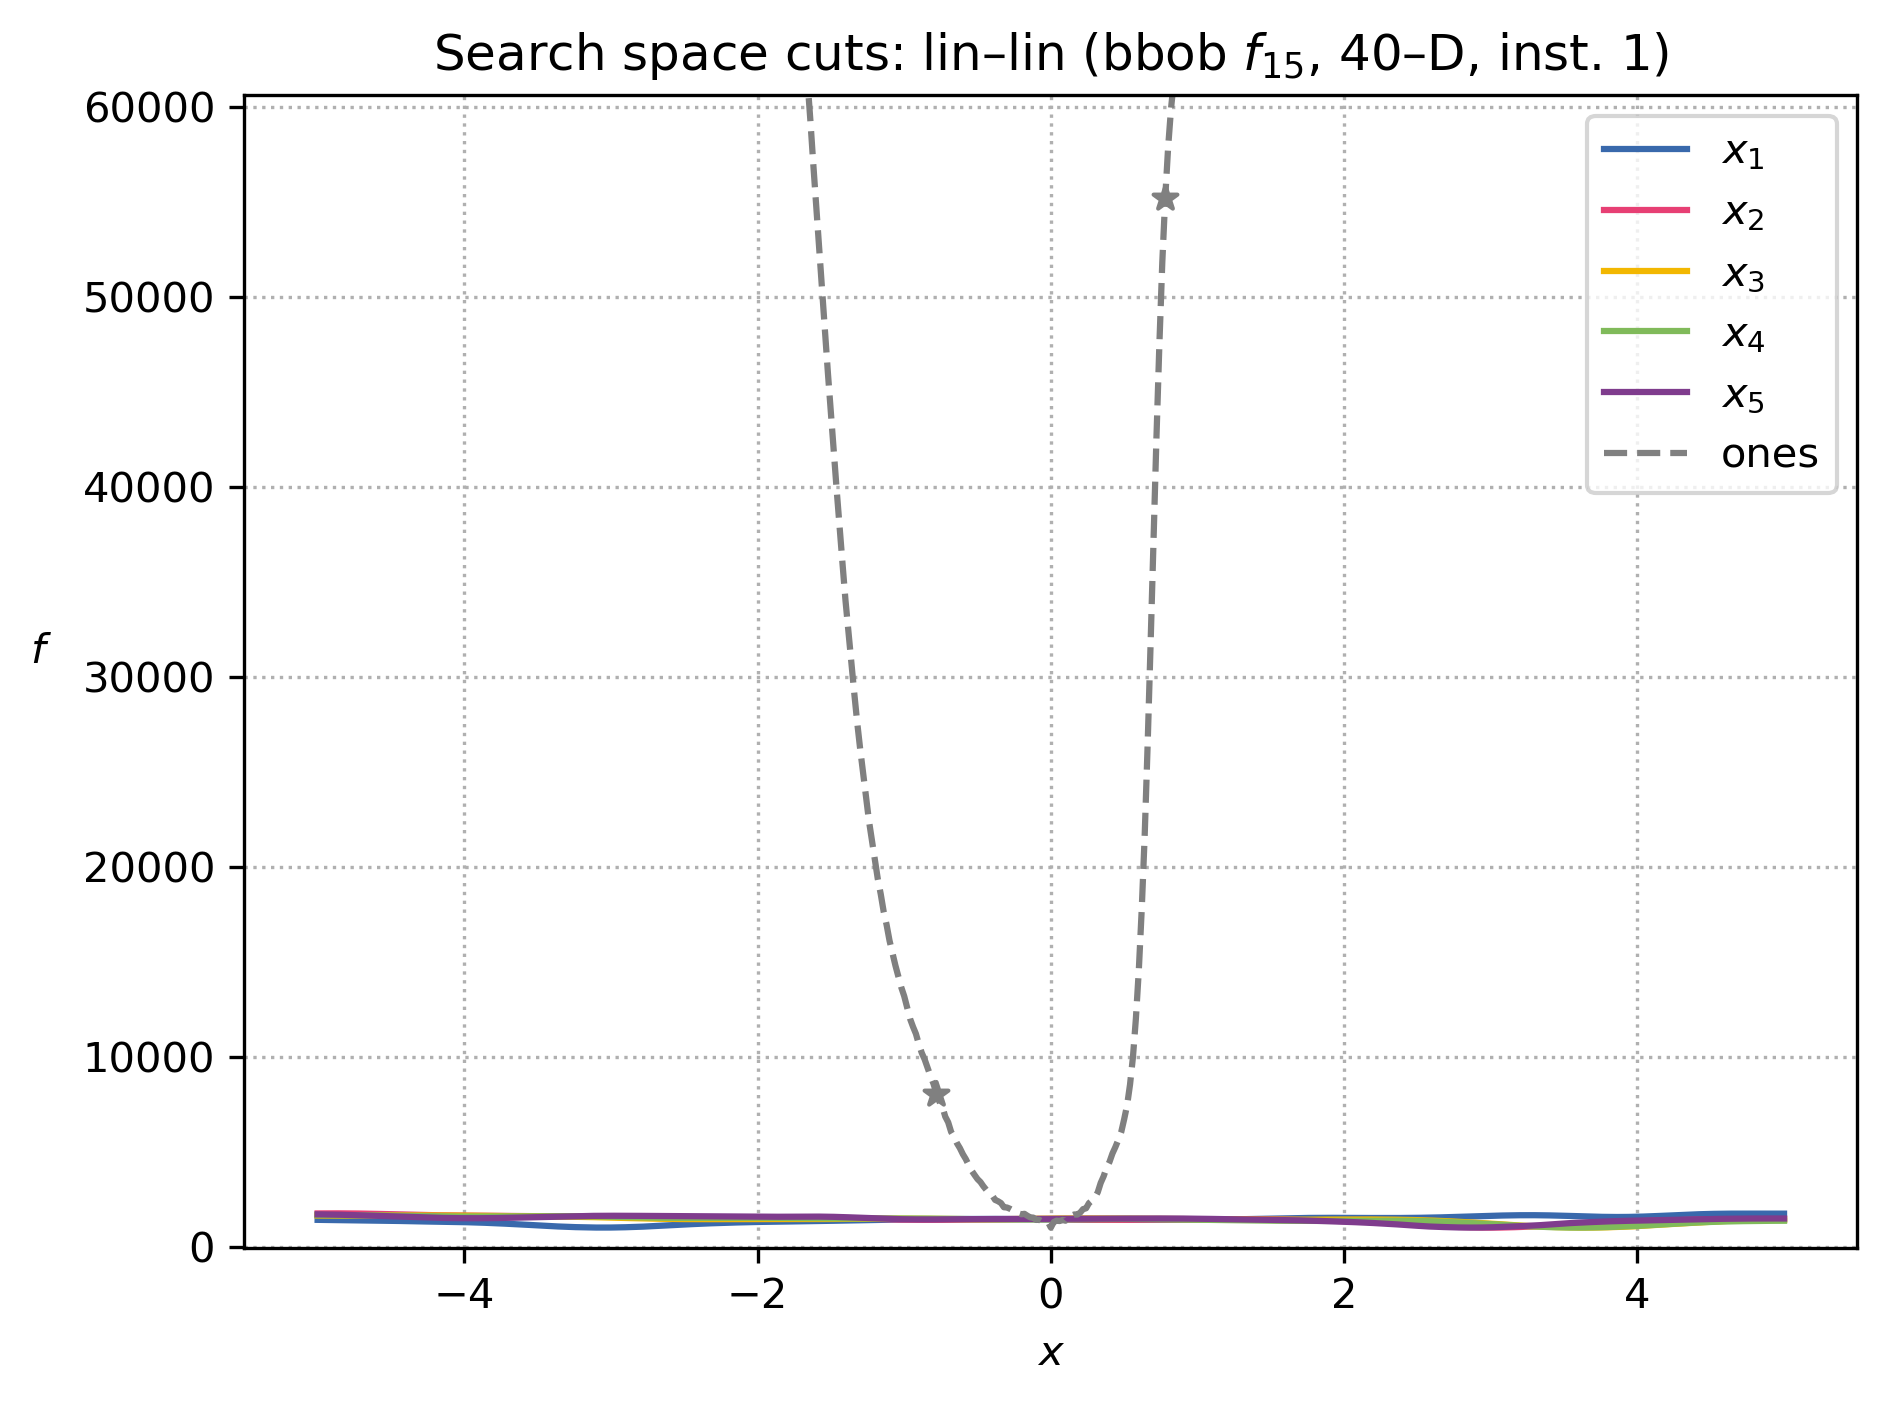 Search space cuts: lin–lin (bbob f₁₅, 40–D, inst. 1)
60000
50000
40000
30000
20000
10000
0
f
−4
−2
0
2
4
x
x₁
x₂
x₃
x₄
x₅
ones